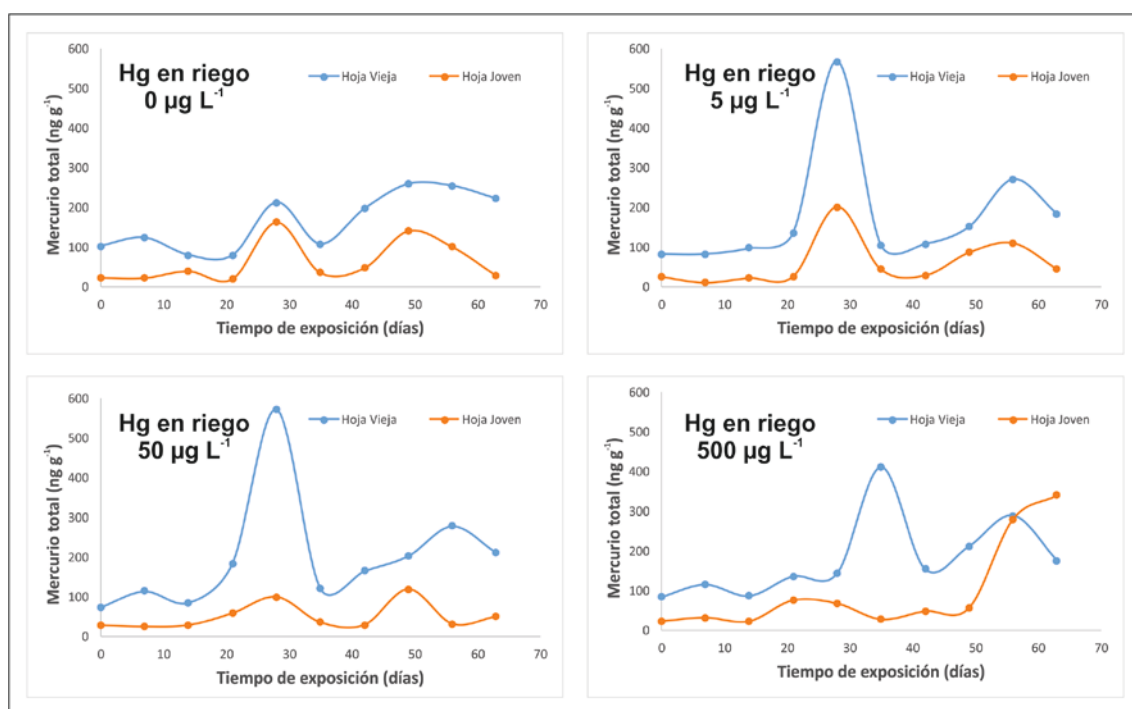 Hg en riego
0 µg L⁻¹
Hoja Vieja
Hoja Joven
Mercurio total (ng g⁻¹)
600
500
400
300
200
100
0
0 10 20 30 40 50 60 70
Tiempo de exposición (días)
Hg en riego
5 µg L⁻¹
Hoja Vieja
Hoja Joven
Mercurio total (ng g⁻¹)
600
500
400
300
200
100
0
0 10 20 30 40 50 60 70
Tiempo de exposición (días)
Hg en riego
50 µg L⁻¹
Hoja Vieja
Hoja Joven
Mercurio total (ng g⁻¹)
600
500
400
300
200
100
0
0 10 20 30 40 50 60 70
Tiempo de exposición (días)
Hg en riego
500 µg L⁻¹
Hoja Vieja
Hoja Joven
Mercurio total (ng g⁻¹)
600
500
400
300
200
100
0
0 10 20 30 40 50 60 70
Tiempo de exposición (días)